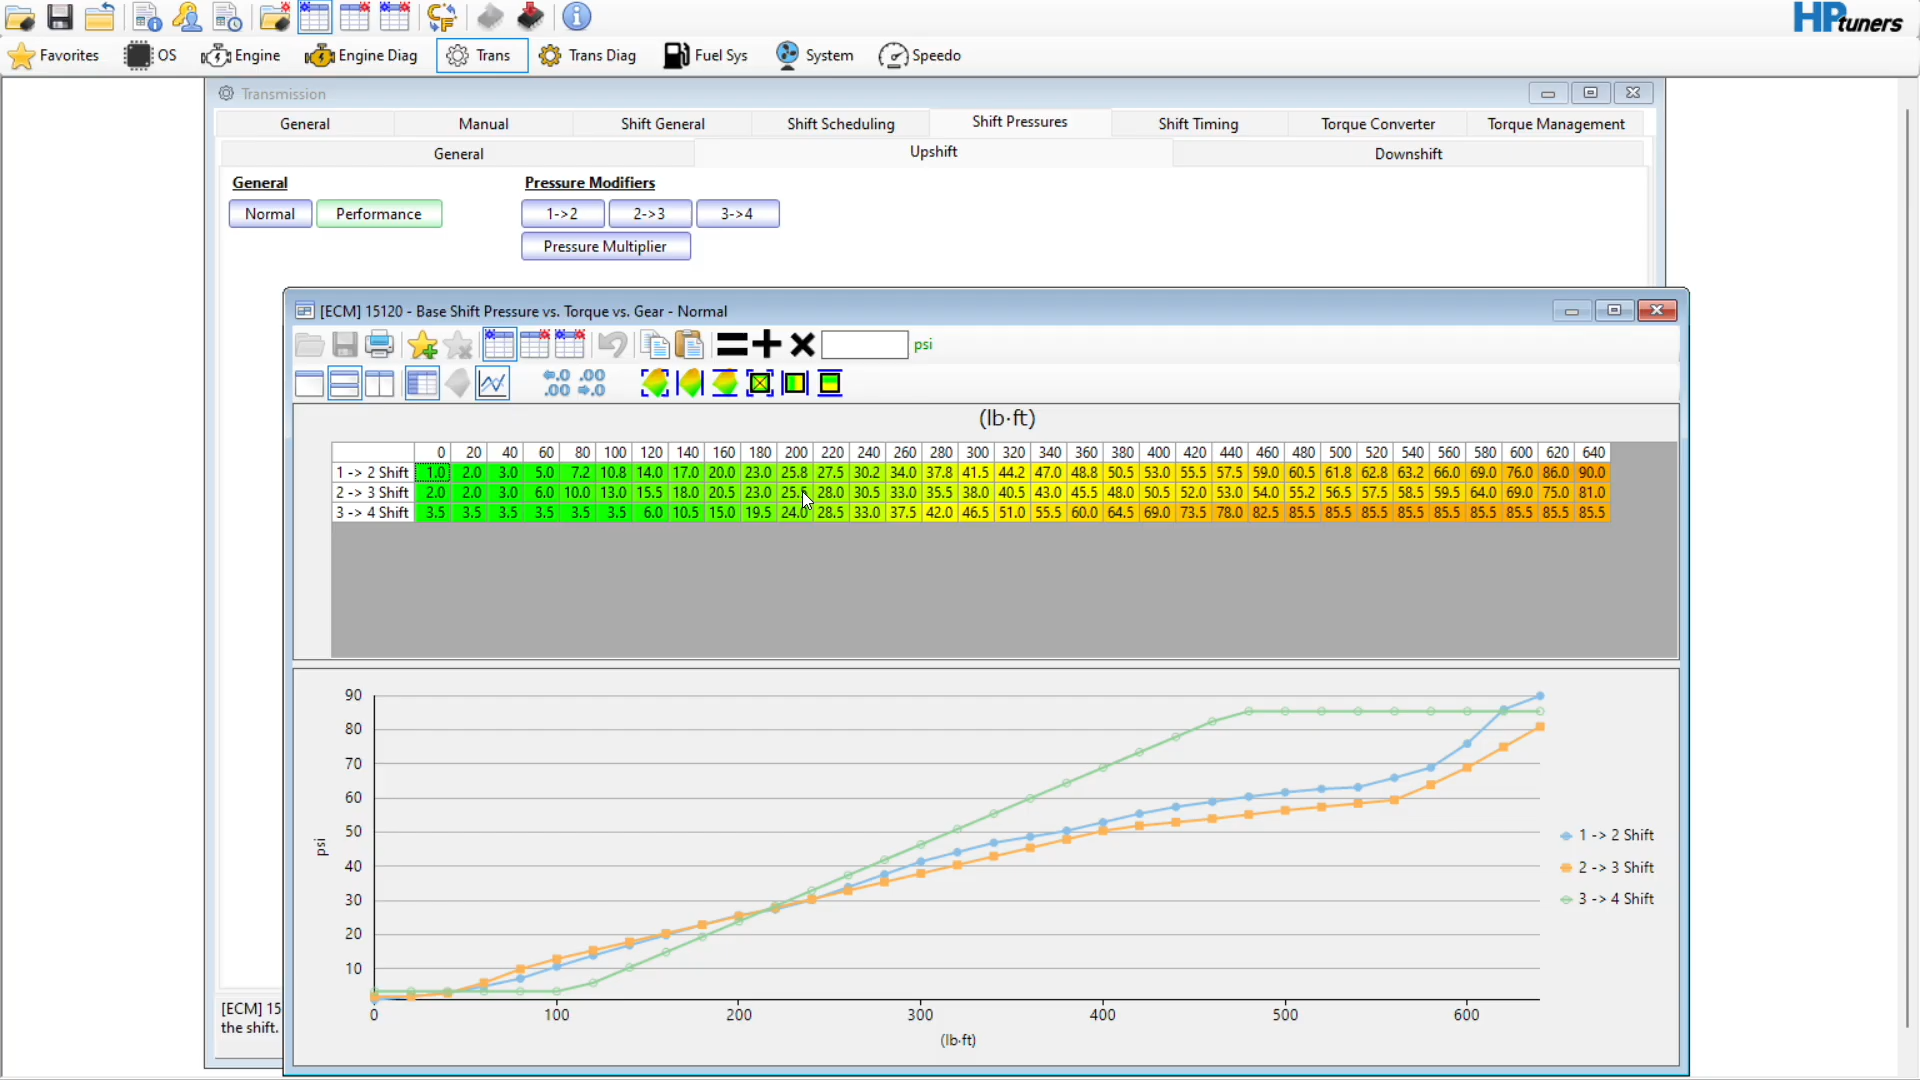 HPtuners
Favorites OS Engine Engine Diag Trans Trans Diag Fuel Sys System Speedo
Transmission
General Manual Shift General Shift Scheduling Shift Pressures Shift Timing Torque Converter Torque Management
General Upshift Downshift
General Pressure Modifiers
Normal Performance 1->2 2->3 3->4
Pressure Multiplier
[ECM] 15120 - Base Shift Pressure vs. Torque vs. Gear - Normal
psi
(lb·ft)
0 20 40 60 80 100 120 140 160 180 200 220 240 260 280 300 320 340 360 380 400 420 440 460 480 500 520 540 560 580 600 620 640
1 -> 2 Shift 1.0 2.0 3.0 5.0 7.2 10.8 14.0 17.0 20.0 23.0 25.8 27.5 30.2 34.0 37.8 41.5 44.2 47.0 48.8 50.5 53.0 55.5 57.5 59.0 60.5 61.8 62.8 63.2 66.0 69.0 76.0 86.0 90.0
2 -> 3 Shift 2.0 2.0 3.0 6.0 10.0 13.0 15.5 18.0 20.5 23.0 25.5 28.0 30.5 33.0 35.5 38.0 40.5 43.0 45.5 48.0 50.5 52.0 53.0 54.0 55.2 56.5 57.5 58.5 59.5 64.0 69.0 75.0 81.0
3 -> 4 Shift 3.5 3.5 3.5 3.5 3.5 3.5 6.0 10.5 15.0 19.5 24.0 28.5 33.0 37.5 42.0 46.5 51.0 55.5 60.0 64.5 69.0 73.5 78.0 82.5 85.5 85.5 85.5 85.5 85.5 85.5 85.5 85.5 85.5
90
80
70
60
50
40
30
20
10
psi
1 -> 2 Shift
2 -> 3 Shift
3 -> 4 Shift
0 100 200 300 400 500 600
(lb·ft)
[ECM] 15
the shift.